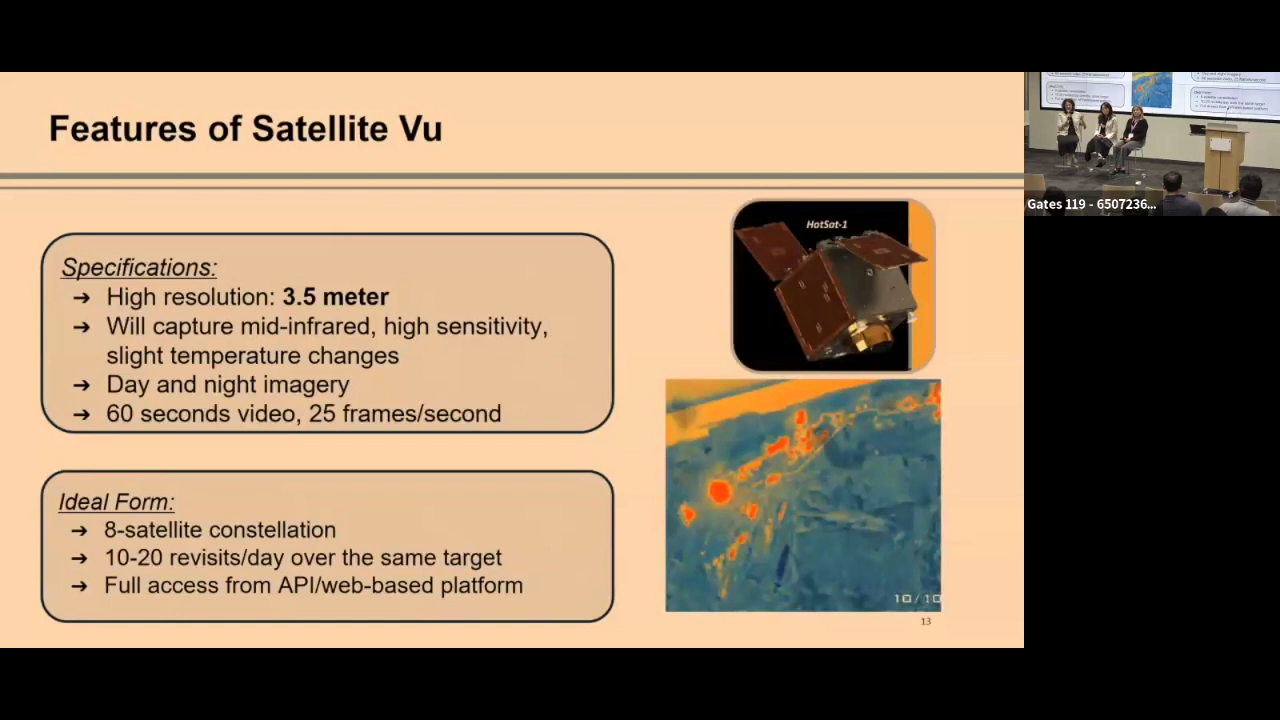 Features of Satellite Vu
Specifications:
➔ High resolution: 3.5 meter
➔ Will capture mid-infrared, high sensitivity,
slight temperature changes
➔ Day and night imagery
➔ 60 seconds video, 25 frames/second
Ideal Form:
➔ 8-satellite constellation
➔ 10-20 revisits/day over the same target
➔ Full access from API/web-based platform
HotSat-1
10/10
13
Gates 119 - 6507236...